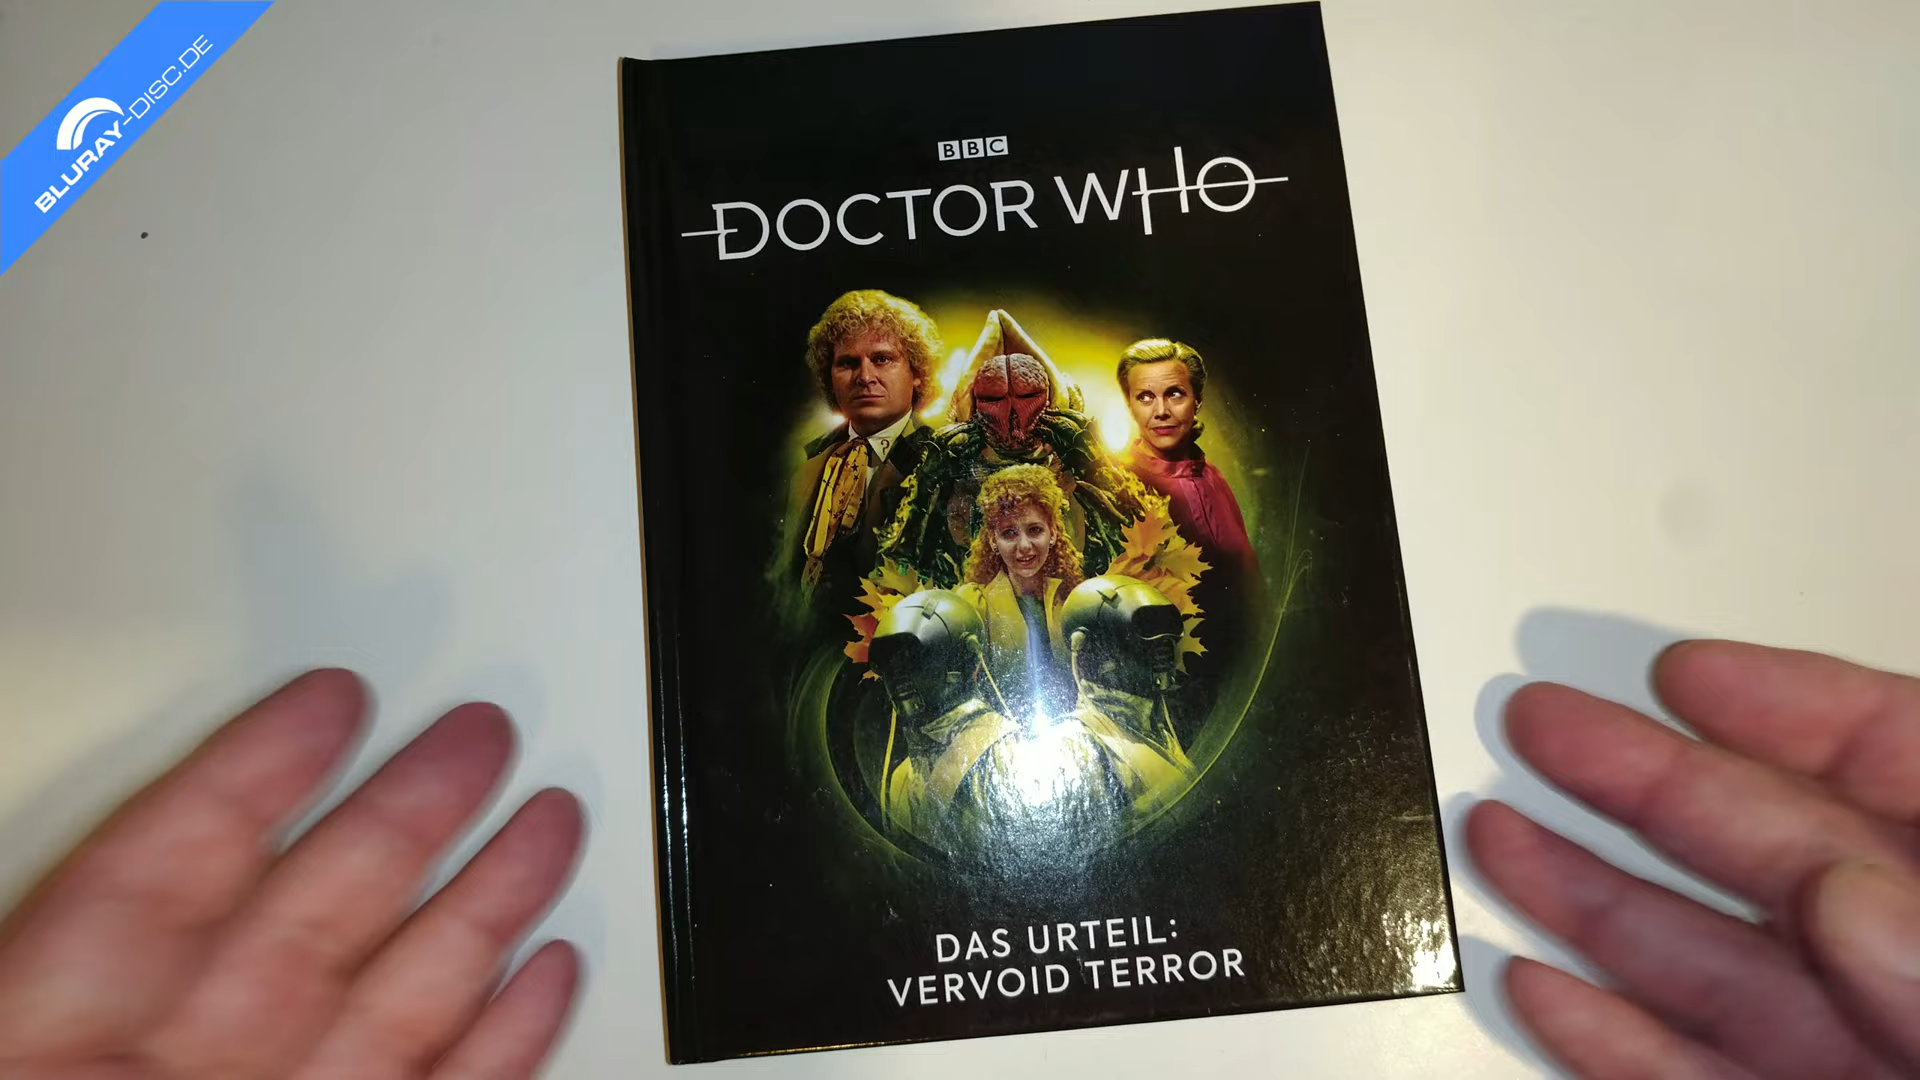 BLURAY-DISC.DE
BBC
DOCTOR WHO
?
DAS URTEIL:
VERVOID TERROR